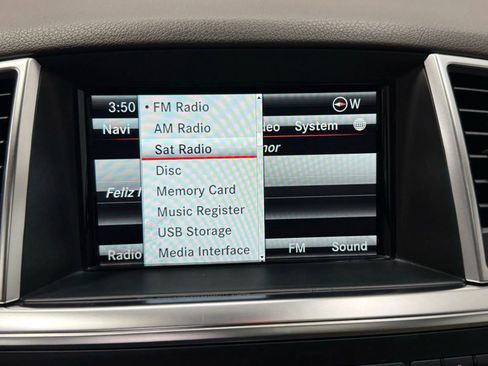 3:50
W
Navi
System
FM Radio
AM Radio
Sat Radio
Disc
Memory Card
Music Register
USB Storage
Media Interface
Feliz
Radio
FM
Sound